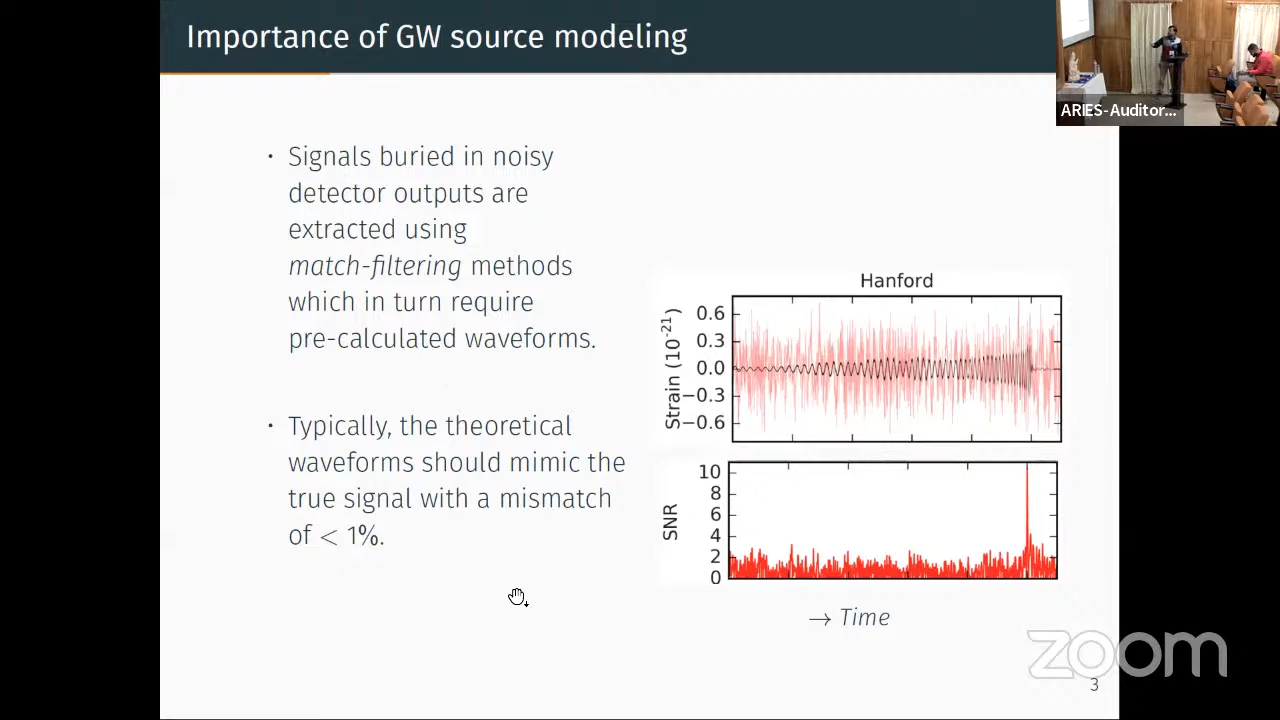 Importance of GW source modeling
ARIES-Auditor...
· Signals buried in noisy
detector outputs are
extracted using
match-filtering methods
which in turn require
pre-calculated waveforms.
· Typically, the theoretical
waveforms should mimic the
true signal with a mismatch
of < 1%.
Hanford
Strain (10⁻²¹)
0.6
0.3
0.0
−0.3
−0.6
SNR
10
8
6
4
2
0
→ Time
zoom
3